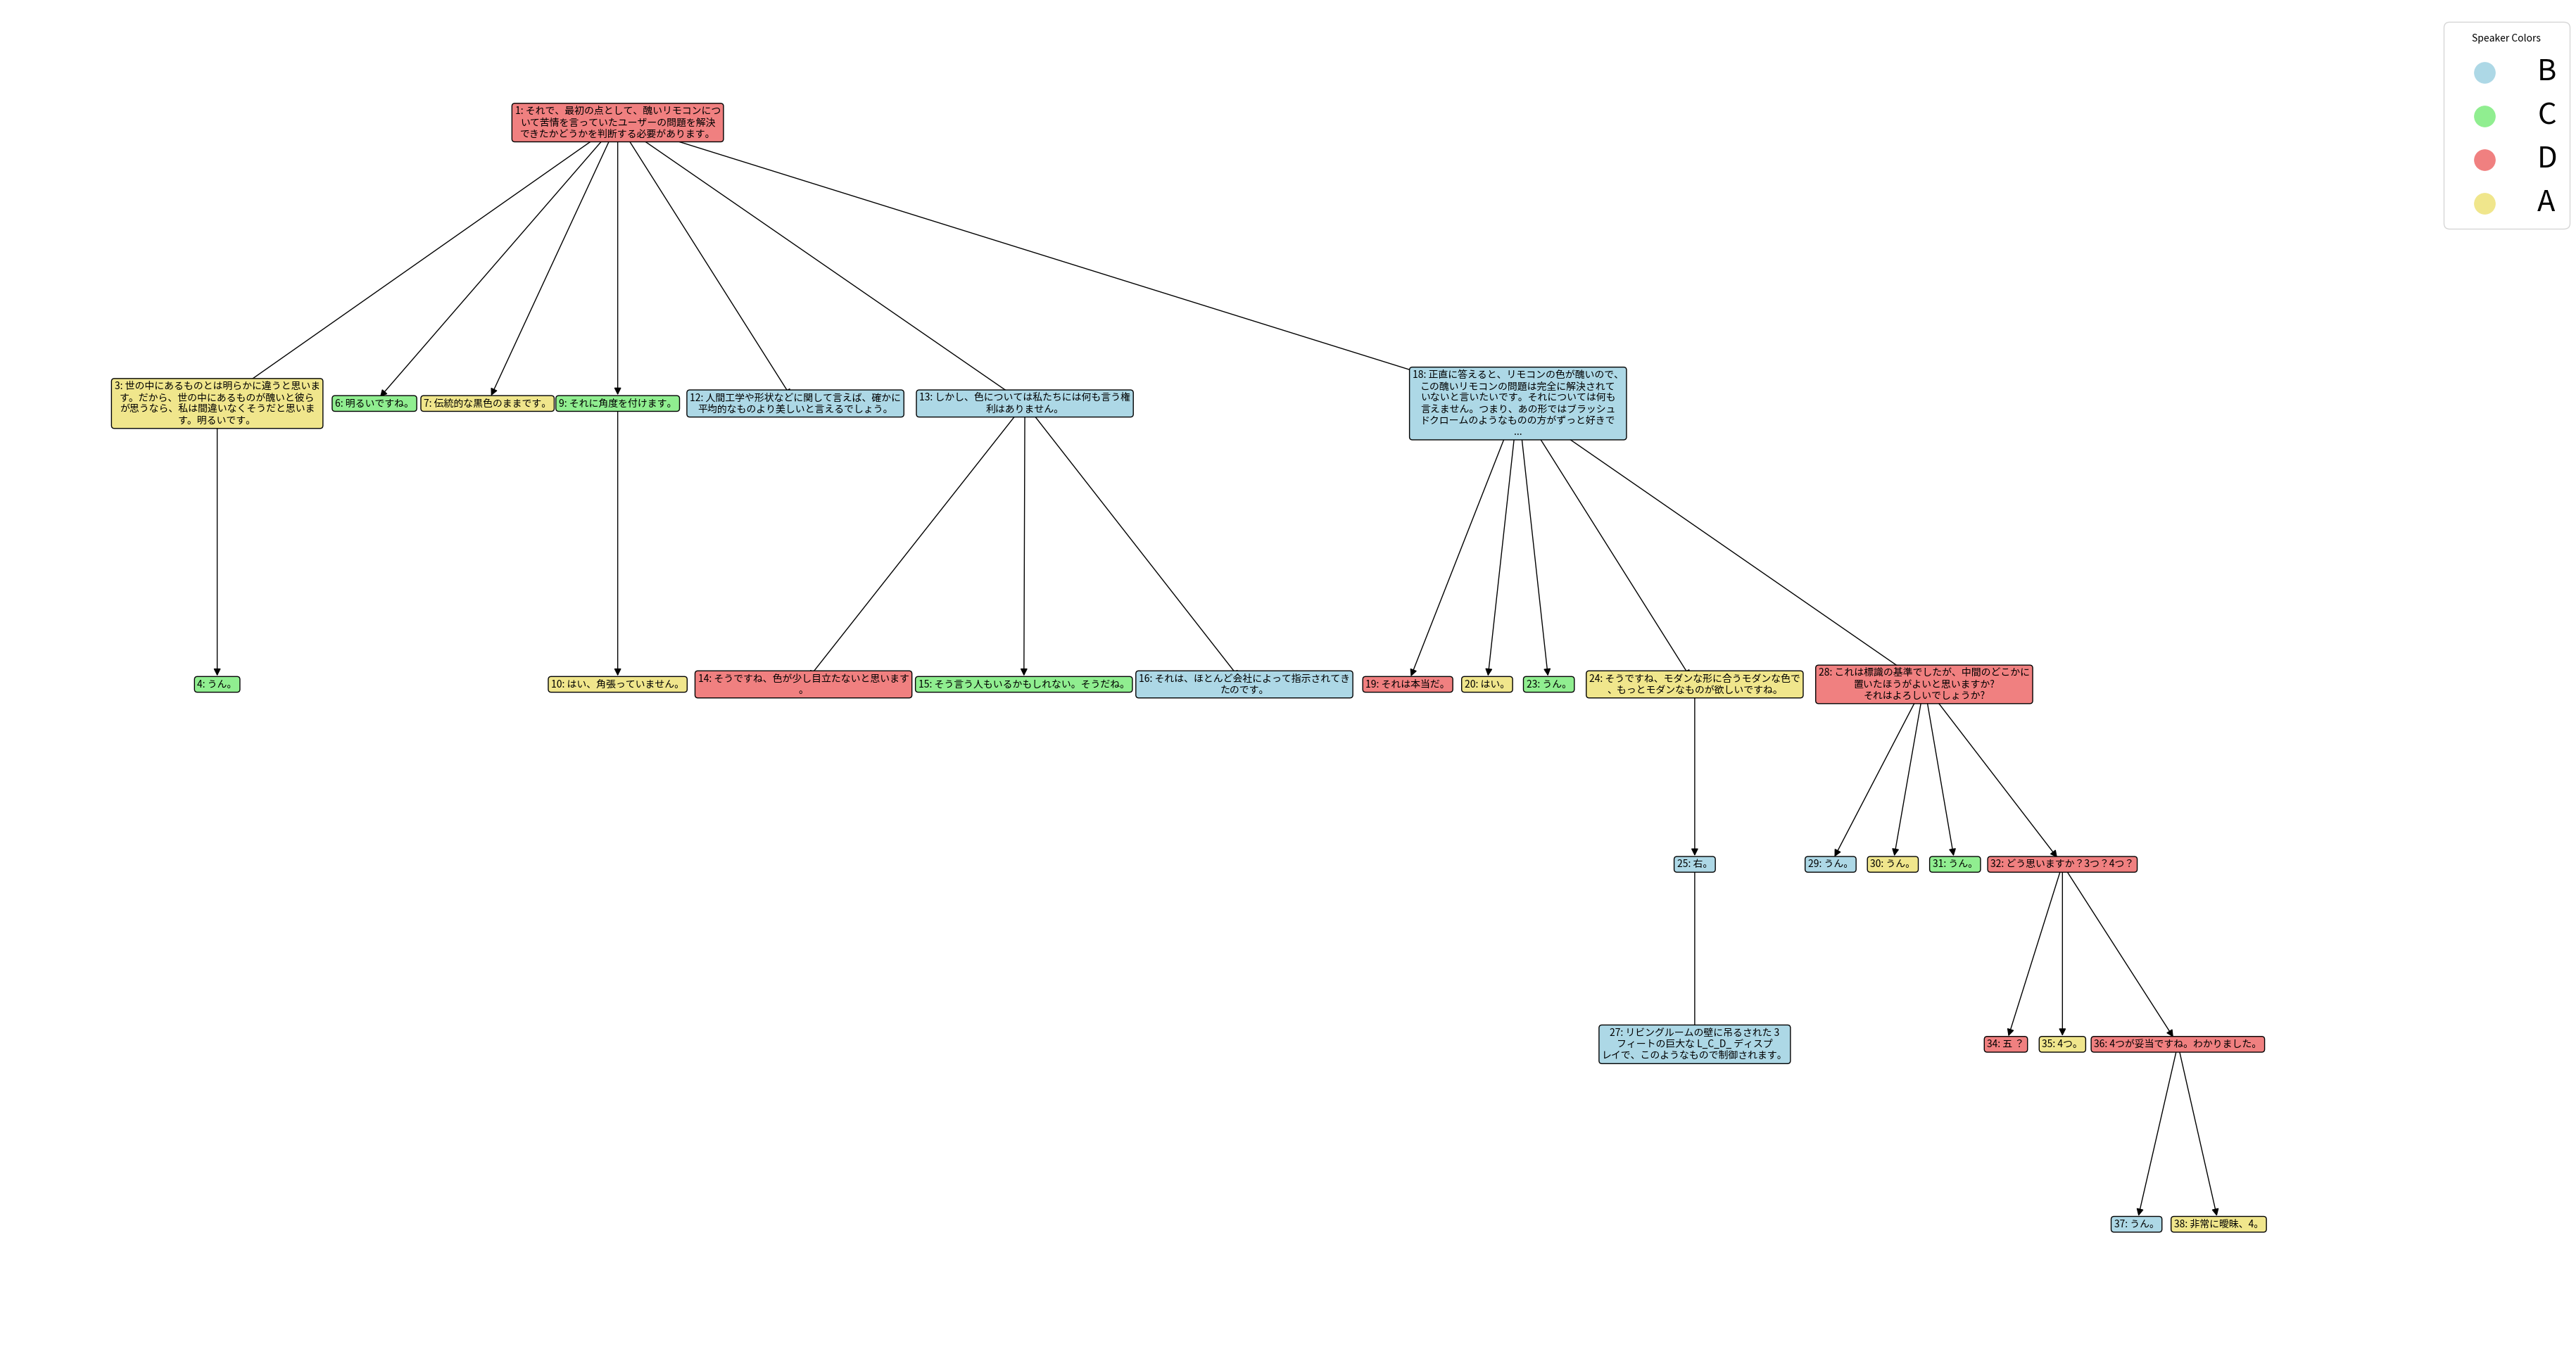 Speaker Colors
B
C
D
A
1: それで、最初の点として、醜いリモコンにつ
いて苦情を言っていたユーザーの問題を解決
できたかどうかを判断する必要があります。
3: 世の中にあるものとは明らかに違うと思いま
す。だから、世の中にあるものが醜いと彼ら
が思うなら、私は間違いなくそうだと思いま
す。明るいです。
6: 明るいですね。
7: 伝統的な黒色のままです。
9: それに角度を付けます。
12: 人間工学や形状などに関して言えば、確かに
平均的なものより美しいと言えるでしょう。
13: しかし、色については私たちには何も言う権
利はありません。
18: 正直に答えると、リモコンの色が醜いので、
この醜いリモコンの問題は完全に解決されて
いないと言いたいです。それについては何も
言えません。つまり、あの形ではブラッシュ
ドクロームのようなものの方がずっと好きで
...
4: うん。
10: はい、角張っていません。
14: そうですね、色が少し目立たないと思います
。
15: そう言う人もいるかもしれない。そうだね。
16: それは、ほとんど会社によって指示されてき
たのです。
19: それは本当だ。
20: はい。
23: うん。
24: そうですね、モダンな形に合うモダンな色で
、もっとモダンなものが欲しいですね。
28: これは標識の基準でしたが、中間のどこかに
置いたほうがよいと思いますか?
それはよろしいでしょうか?
25: 右。
29: うん。
30: うん。
31: うん。
32: どう思いますか？3つ？4つ？
27: リビングルームの壁に吊るされた 3
フィートの巨大な L_C_D_ ディスプ
レイで、このようなもので制御されます。
34: 五 ？
35: 4つ。
36: 4つが妥当ですね。わかりました。
37: うん。
38: 非常に曖昧、4。